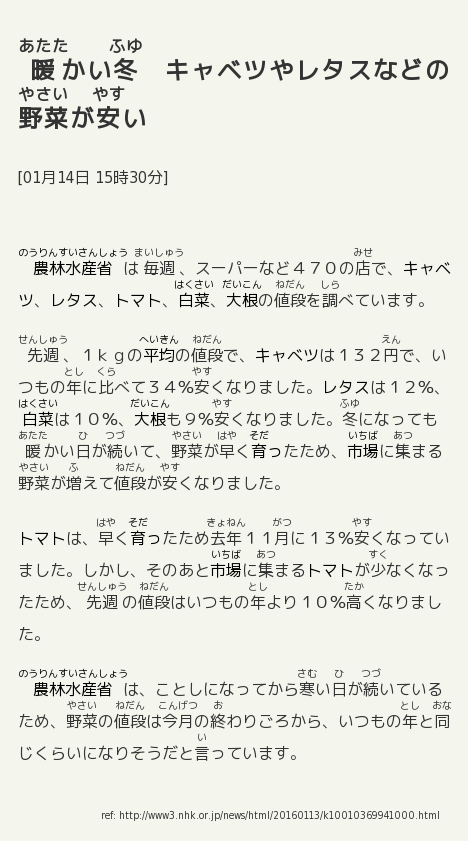 あたた ふゆ
暖かい冬　キャベツやレタスなどの
やさい やす
野菜が安い
[01月14日 15時30分]
のうりんすいさんしょう まいしゅう みせ
農林水産省は毎週、スーパーなど４７０の店で、キャベ
はくさい だいこん ねだん しら
ツ、レタス、トマト、白菜、大根の値段を調べています。
せんしゅう へいきん ねだん えん
先週、１ｋｇの平均の値段で、キャベツは１３２円で、い
とし くら やす
つもの年に比べて３４％安くなりました。レタスは１２％、
はくさい だいこん やす ふゆ
白菜は１０％、大根も９％安くなりました。冬になっても
あたた ひ つづ やさい はや そだ いちば あつ
暖かい日が続いて、野菜が早く育ったため、市場に集まる
やさい ふ ねだん やす
野菜が増えて値段が安くなりました。
はや そだ きょねん がつ やす
トマトは、早く育ったため去年１１月に１３％安くなってい
いちば あつ すく
ました。しかし、そのあと市場に集まるトマトが少なくなっ
せんしゅう ねだん とし たか
たため、先週の値段はいつもの年より１０％高くなりまし
た。
のうりんすいさんしょう さむ ひ つづ
農林水産省は、ことしになってから寒い日が続いている
やさい ねだん こんげつ お とし おな
ため、野菜の値段は今月の終わりごろから、いつもの年と同
い
じくらいになりそうだと言っています。
ref: http://www3.nhk.or.jp/news/html/20160113/k10010369941000.html